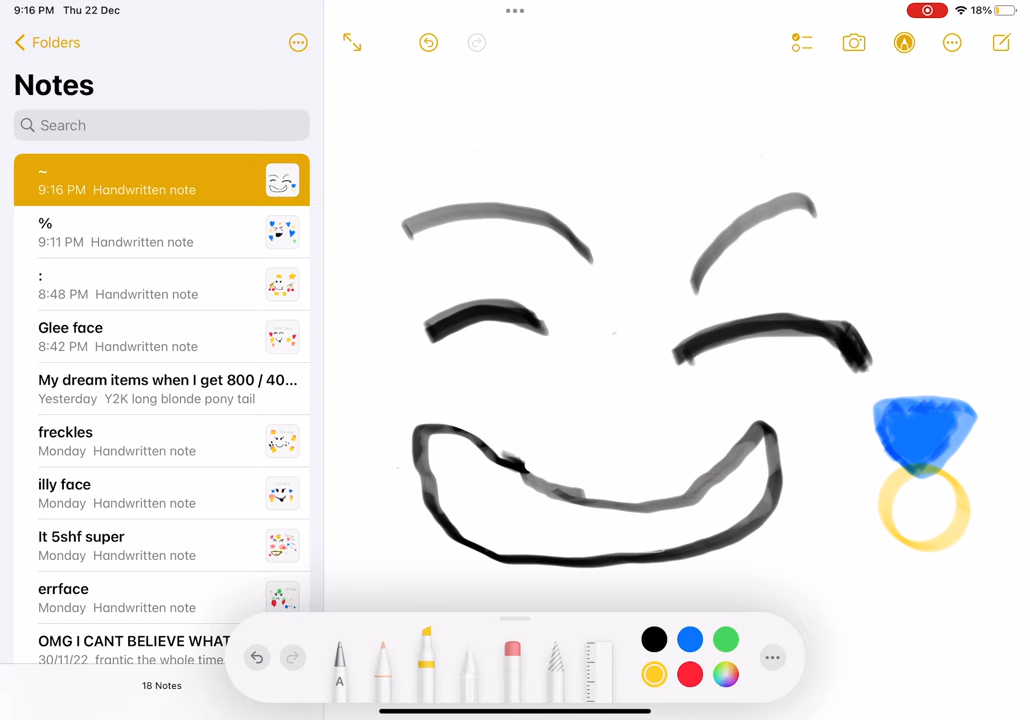 9:16 PM Thu 22 Dec
18%
Folders
Notes
Search
~
9:16 PM Handwritten note
%
9:11 PM Handwritten note
:
8:48 PM Handwritten note
Glee face
8:42 PM Handwritten note
My dream items when I get 800 / 40...
Yesterday Y2K long blonde pony tail
freckles
Monday Handwritten note
illy face
Monday Handwritten note
It 5shf super
Monday Handwritten note
errface
Monday Handwritten note
OMG I CANT BELIEVE WHAT
30/11/22 frantic the whole time
18 Notes
A